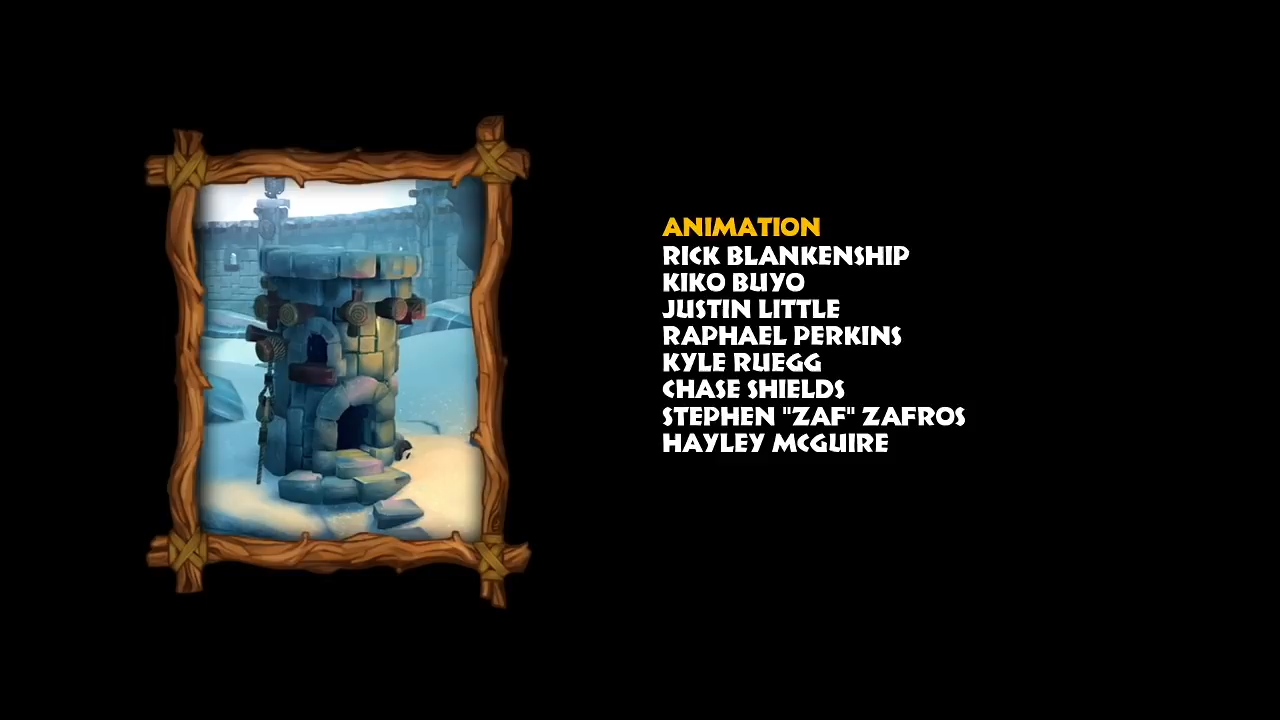 ANIMATION
RICK BLANKENSHIP
KIKO BUYO
JUSTIN LITTLE
RAPHAEL PERKINS
KYLE RUEGG
CHASE SHIELDS
STEPHEN "ZAF" ZAFROS
HAYLEY MCGUIRE